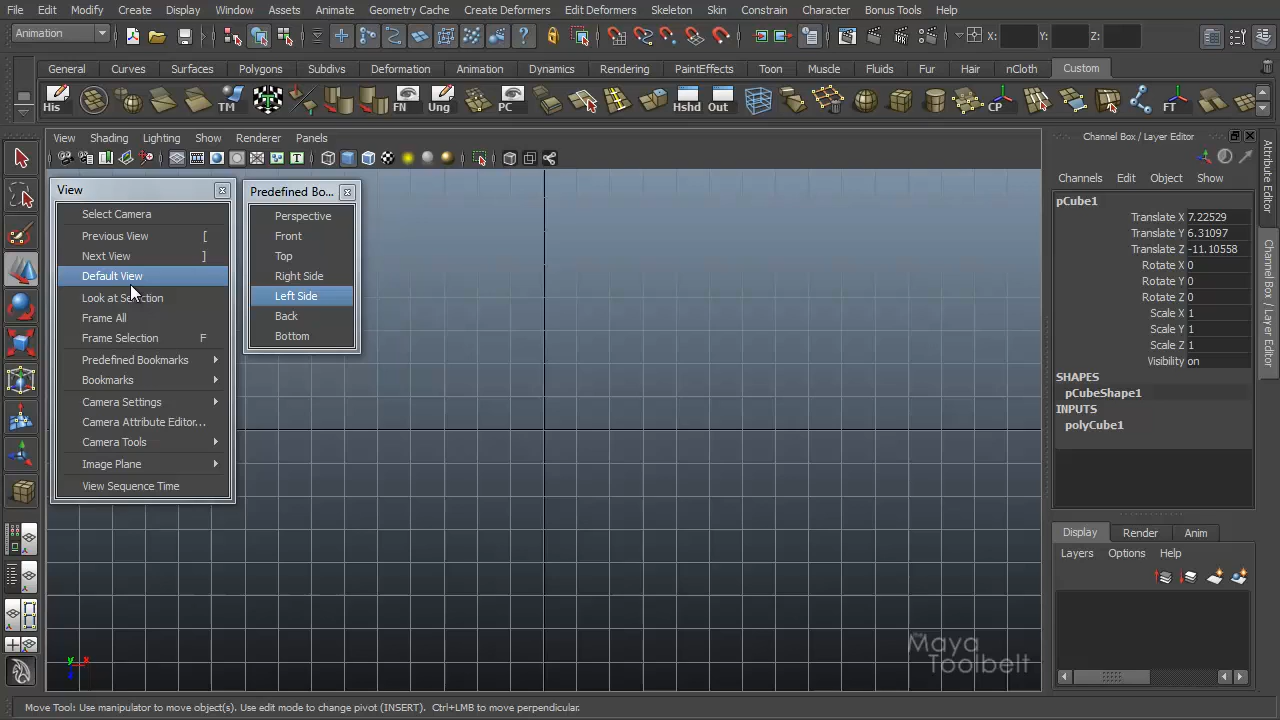 File Edit Modify Create Display Window Assets Animate Geometry Cache Create Deformers Edit Deformers Skeleton Skin Constrain Character Bonus Tools Help
Animation X: Y: Z:
General Curves Surfaces Polygons Subdivs Deformation Animation Dynamics Rendering PaintEffects Toon Muscle Fluids Fur Hair nCloth Custom
His TM FN Ung PC Hshd Out CP FT
View Shading Lighting Show Renderer Panels
Channel Box / Layer Editor
View
Select Camera
Previous View [
Next View ]
Default View
Look at Selection
Frame All
Frame Selection F
Predefined Bookmarks
Bookmarks
Camera Settings
Camera Attribute Editor...
Camera Tools
Image Plane
View Sequence Time
Predefined Bo...
Perspective
Front
Top
Right Side
Left Side
Back
Bottom
Channels Edit Object Show
pCube1
Translate X 7.22529
Translate Y 6.31097
Translate Z -11.10558
Rotate X 0
Rotate Y 0
Rotate Z 0
Scale X 1
Scale Y 1
Scale Z 1
Visibility on
SHAPES
pCubeShape1
INPUTS
polyCube1
Attribute Editor
Channel Box / Layer Editor
Display Render Anim
Layers Options Help
y x
z
the
Maya
Toolbelt
Move Tool: Use manipulator to move object(s). Use edit mode to change pivot (INSERT). Ctrl+LMB to move perpendicular.